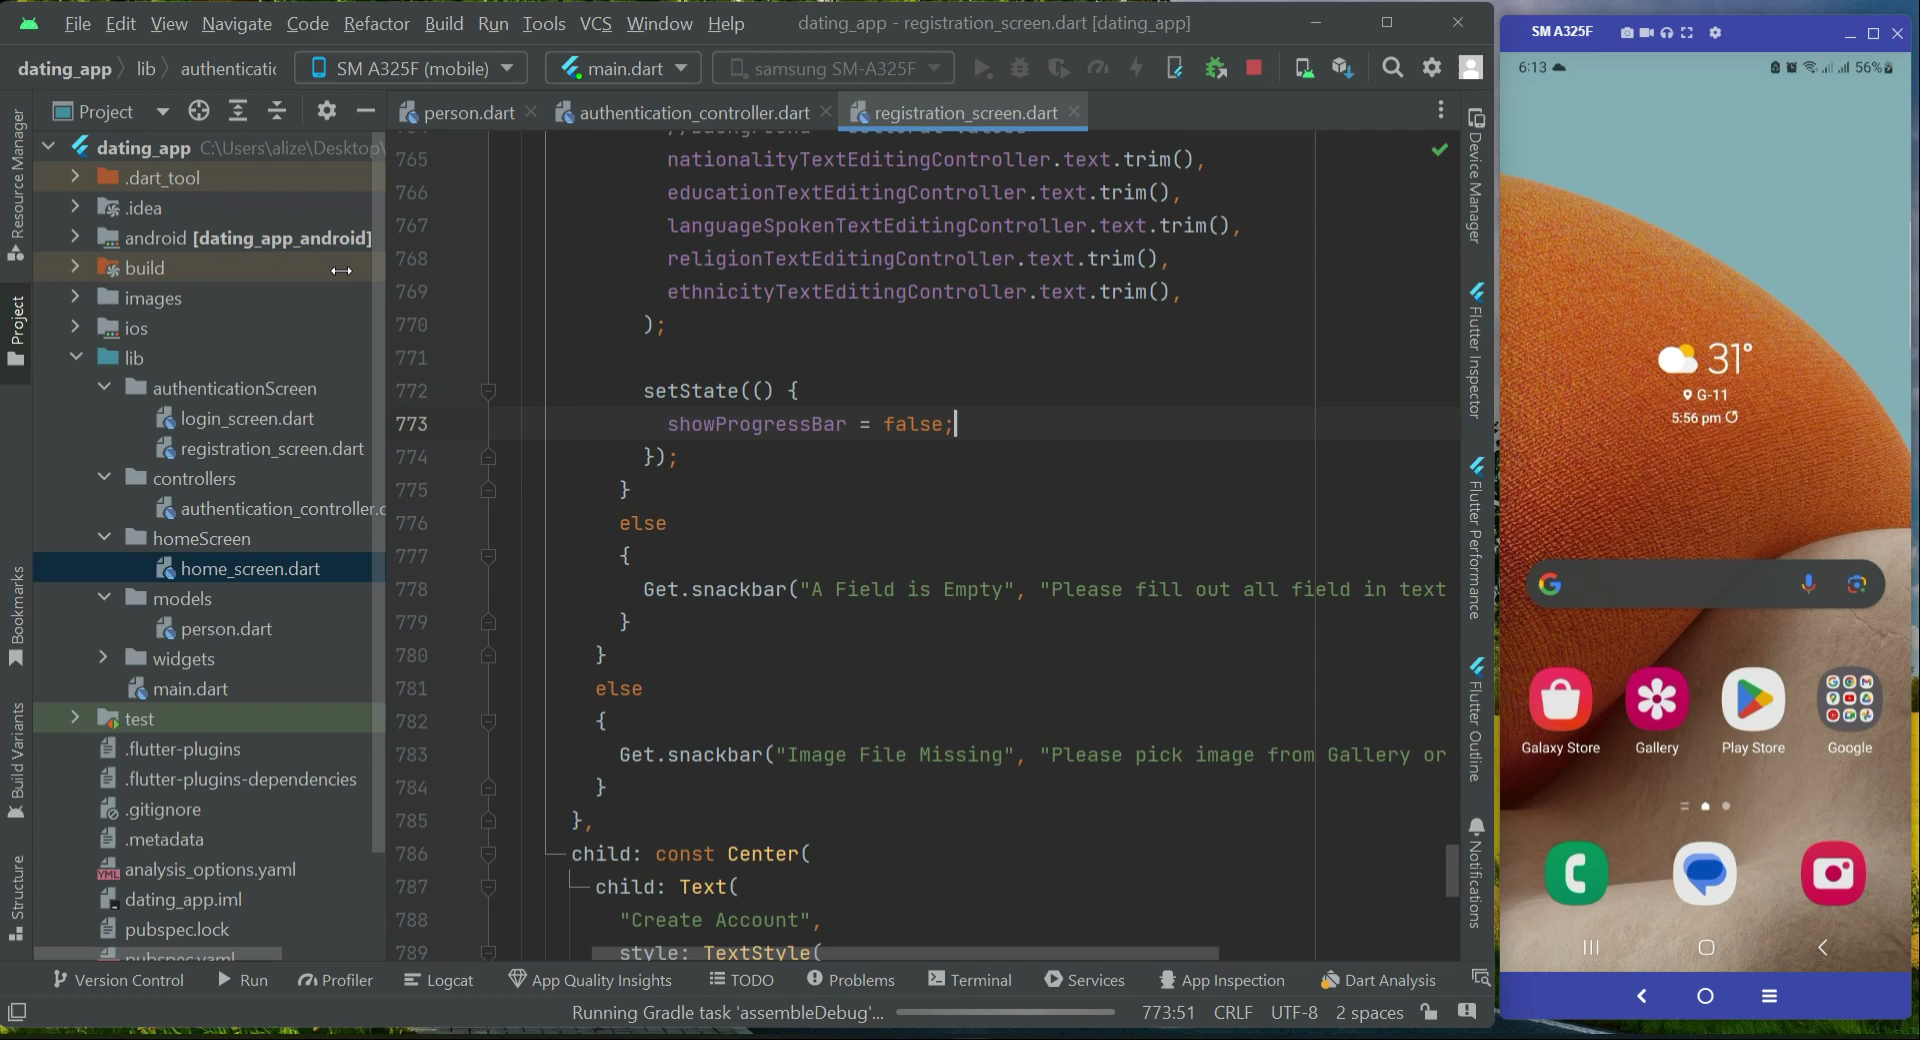 File Edit View Navigate Code Refactor Build Run Tools VCS Window Help dating_app - registration_screen.dart [dating_app]
dating_app lib authenticatic SM A325F (mobile) main.dart samsung SM-A325F
Project person.dart authentication_controller.dart registration_screen.dart
dating_app C:\Users\alize\Desktop\
.dart_tool
.idea
android [dating_app_android]
build
images
ios
lib
authenticationScreen
login_screen.dart
registration_screen.dart
controllers
authentication_controller.c
homeScreen
home_screen.dart
models
person.dart
widgets
main.dart
test
.flutter-plugins
.flutter-plugins-dependencies
.gitignore
.metadata
analysis_options.yaml
dating_app.iml
pubspec.lock
pubspec.yaml
Resource Manager
Project
Bookmarks
Build Variants
Structure
765 nationalityTextEditingController.text.trim(),
766 educationTextEditingController.text.trim(),
767 languageSpokenTextEditingController.text.trim(),
768 religionTextEditingController.text.trim(),
769 ethnicityTextEditingController.text.trim(),
770 );
771
772 setState(() {
773 showProgressBar = false;
774 });
775 }
776 else
777 {
778 Get.snackbar("A Field is Empty", "Please fill out all field in text
779 }
780 }
781 else
782 {
783 Get.snackbar("Image File Missing", "Please pick image from Gallery or
784 }
785 },
786 child: const Center(
787 child: Text(
788 "Create Account",
789 style: TextStyle(
Device Manager
Flutter Inspector
Flutter Performance
Flutter Outline
Notifications
Version Control Run Profiler Logcat App Quality Insights TODO Problems Terminal Services App Inspection Dart Analysis
Running Gradle task 'assembleDebug'... 773:51 CRLF UTF-8 2 spaces
SM A325F
6:13 56%
31°
G-11
5:56 pm
Galaxy Store Gallery Play Store Google